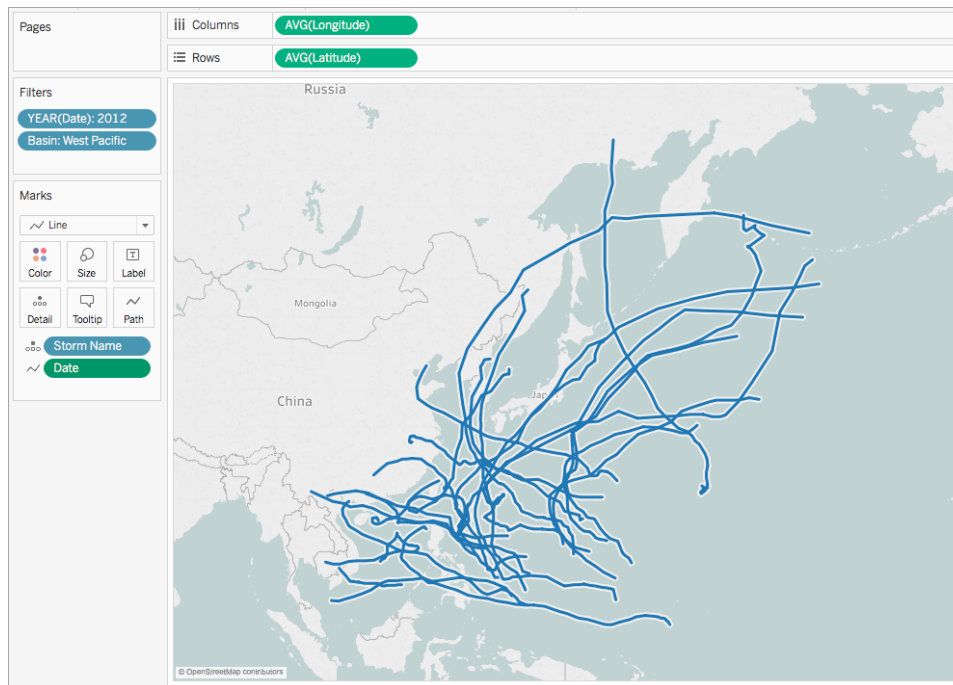 Pages
Columns
AVG(Longitude)
Rows
AVG(Latitude)
Filters
YEAR(Date): 2012
Basin: West Pacific
Marks
Line
Color
Size
Label
Detail
Tooltip
Path
Storm Name
Date
Russia
Mongolia
China
© OpenStreetMap contributors